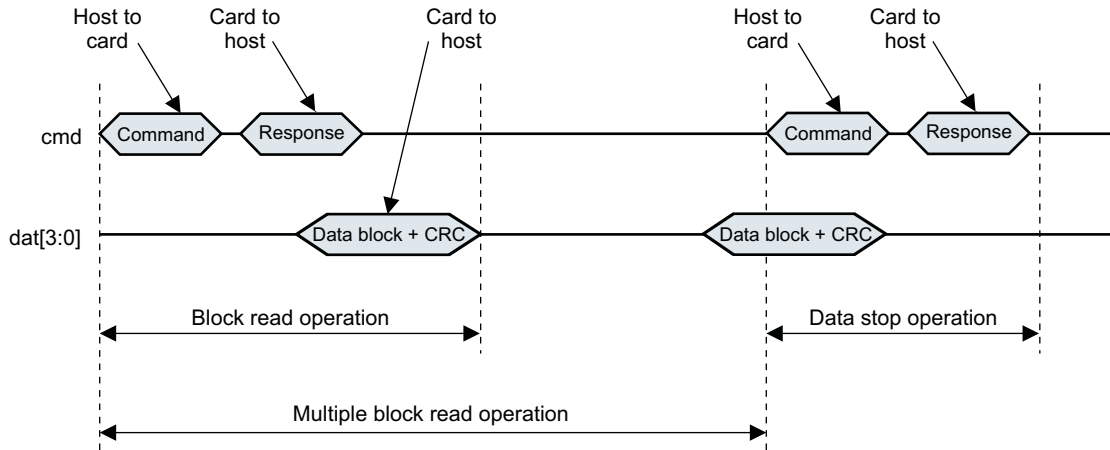 Host to
card
Card to
host
Card to
host
Host to
card
Card to
host
cmd
Command
Response
Command
Response
dat[3:0]
Data block + CRC
Data block + CRC
Block read operation
Data stop operation
Multiple block read operation